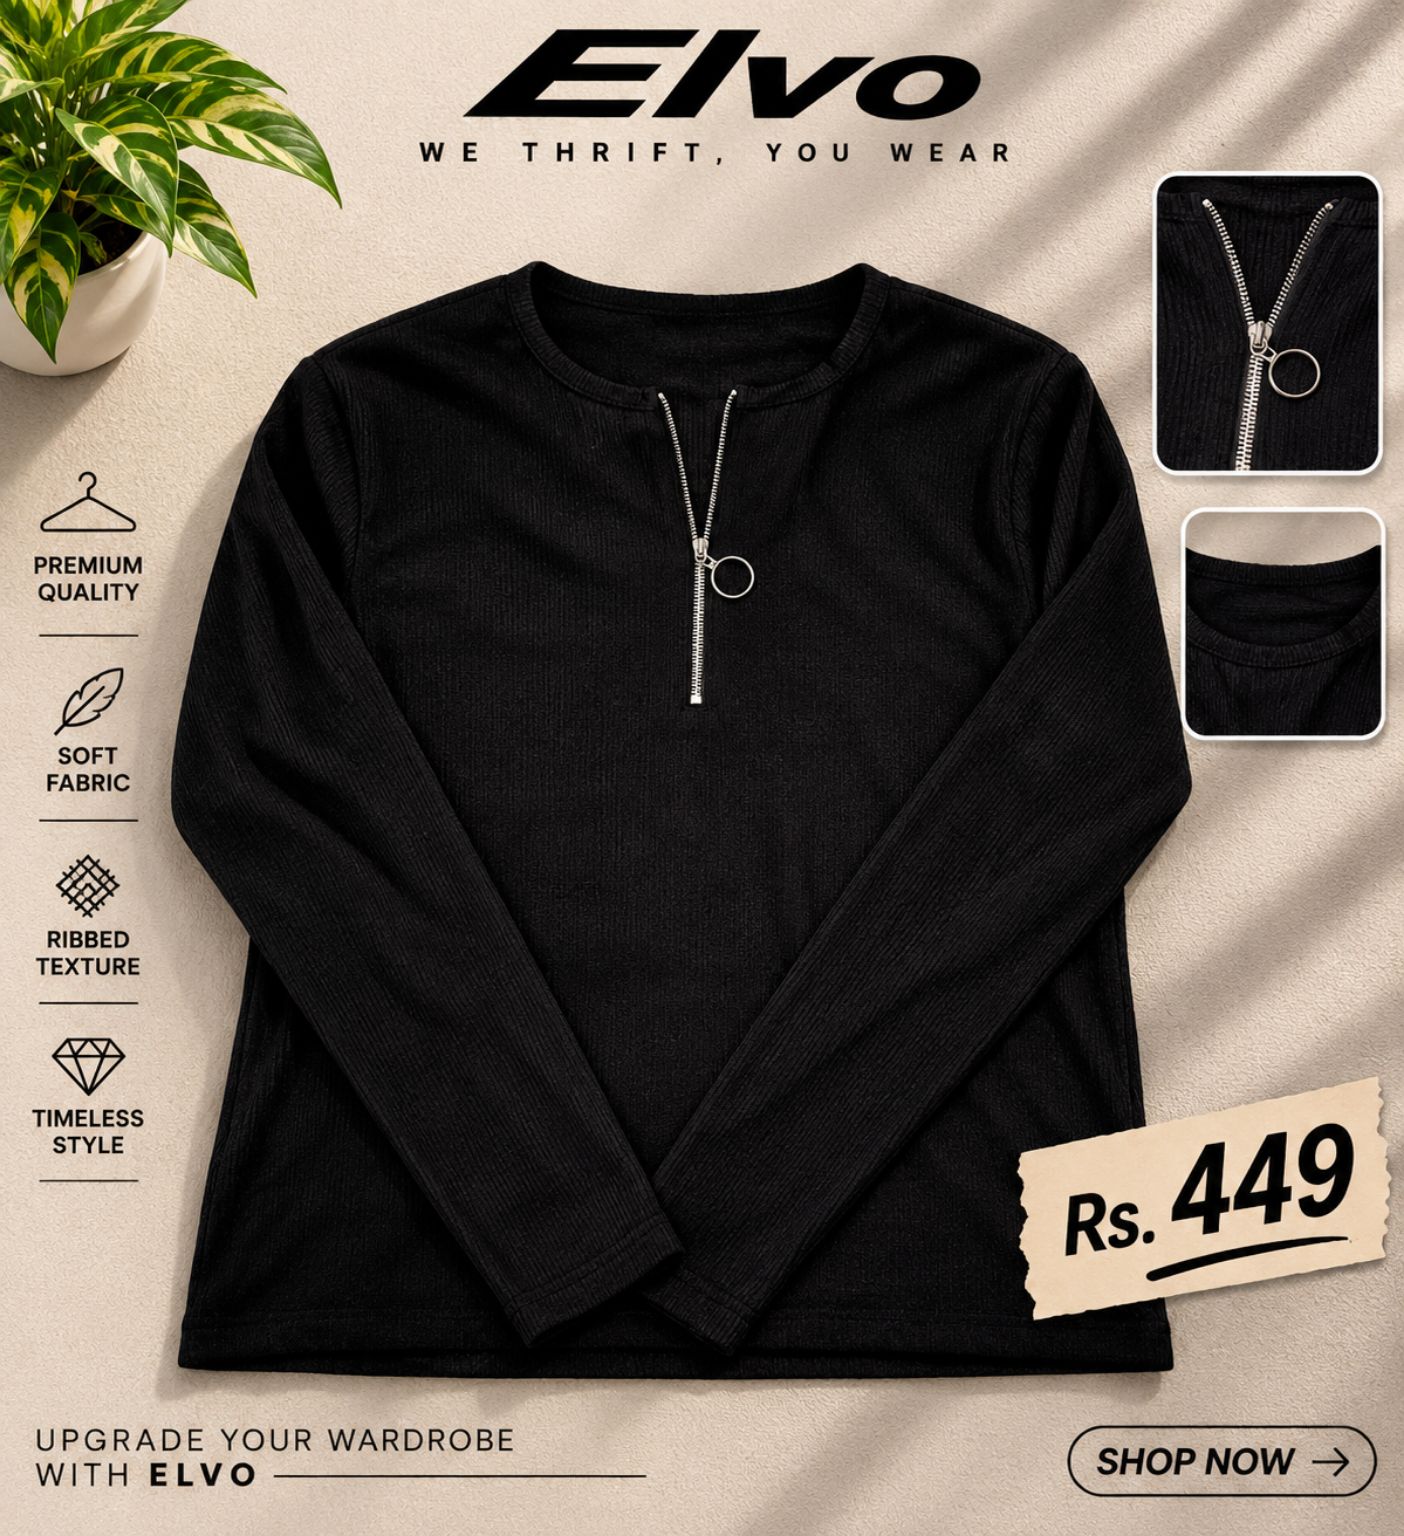 Elvo
WE THRIFT, YOU WEAR
PREMIUM
QUALITY
SOFT
FABRIC
RIBBED
TEXTURE
TIMELESS
STYLE
Rs. 449
UPGRADE YOUR WARDROBE
WITH ELVO
SHOP NOW →